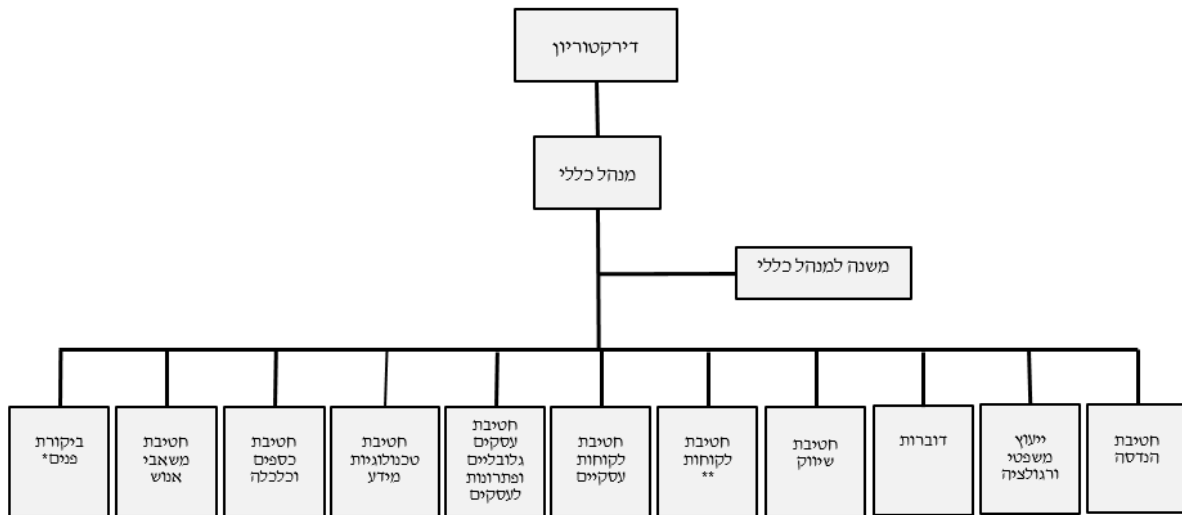 דירקטוריון
מנהל כללי
משנה למנהל כללי
חטיבת
הנדסה
ייעוץ
משפטי
ורגולציה
דוברות
חטיבת
שיווק
חטיבת
לקוחות
**
חטיבת
לקוחות
עסקיים
חטיבת
עסקים
גלובליים
ופתרונות
לעסקים
חטיבת
טכנולוגיות
מידע
חטיבת
כספים
וכלכלה
חטיבת
משאבי
אנוש
ביקורת
פנים*